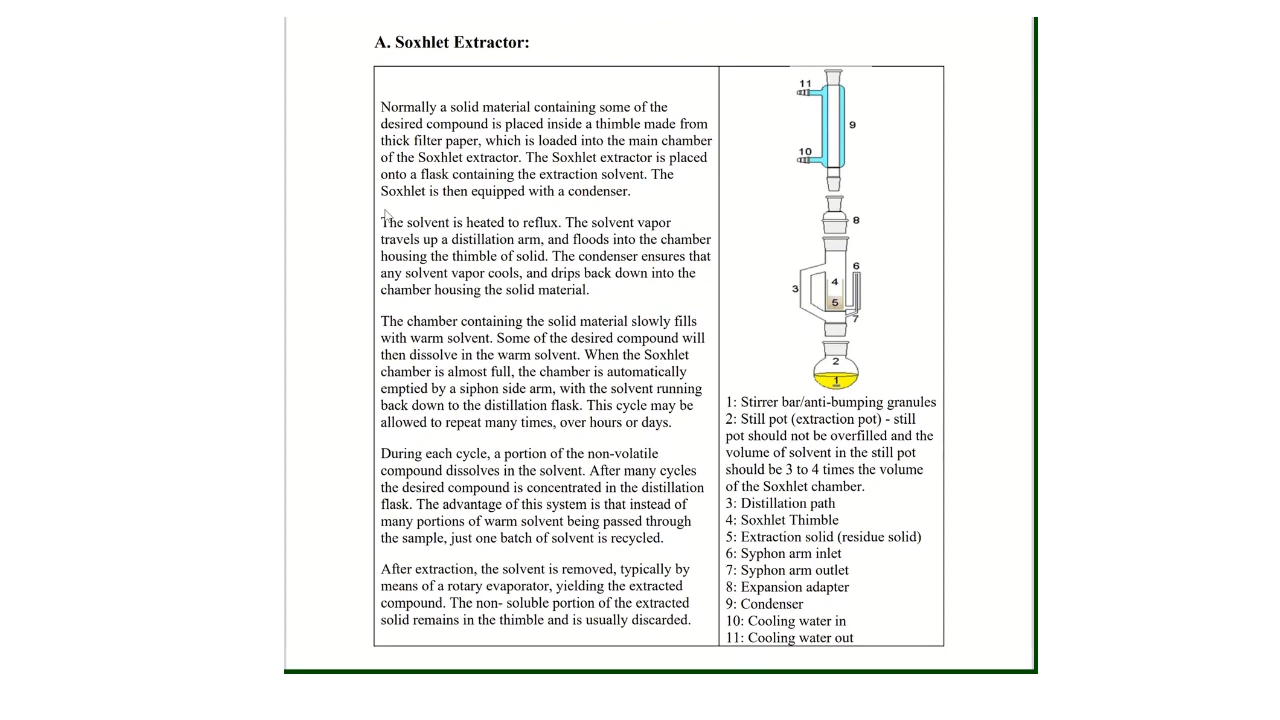 A. Soxhlet Extractor:
Normally a solid material containing some of the
desired compound is placed inside a thimble made from
thick filter paper, which is loaded into the main chamber
of the Soxhlet extractor. The Soxhlet extractor is placed
onto a flask containing the extraction solvent. The
Soxhlet is then equipped with a condenser.
The solvent is heated to reflux. The solvent vapor
travels up a distillation arm, and floods into the chamber
housing the thimble of solid. The condenser ensures that
any solvent vapor cools, and drips back down into the
chamber housing the solid material.
The chamber containing the solid material slowly fills
with warm solvent. Some of the desired compound will
then dissolve in the warm solvent. When the Soxhlet
chamber is almost full, the chamber is automatically
emptied by a siphon side arm, with the solvent running
back down to the distillation flask. This cycle may be
allowed to repeat many times, over hours or days.
During each cycle, a portion of the non-volatile
compound dissolves in the solvent. After many cycles
the desired compound is concentrated in the distillation
flask. The advantage of this system is that instead of
many portions of warm solvent being passed through
the sample, just one batch of solvent is recycled.
After extraction, the solvent is removed, typically by
means of a rotary evaporator, yielding the extracted
compound. The non- soluble portion of the extracted
solid remains in the thimble and is usually discarded.
11
9
10
8
6
3
4
5
7
2
1
1: Stirrer bar/anti-bumping granules
2: Still pot (extraction pot) - still
pot should not be overfilled and the
volume of solvent in the still pot
should be 3 to 4 times the volume
of the Soxhlet chamber.
3: Distillation path
4: Soxhlet Thimble
5: Extraction solid (residue solid)
6: Syphon arm inlet
7: Syphon arm outlet
8: Expansion adapter
9: Condenser
10: Cooling water in
11: Cooling water out